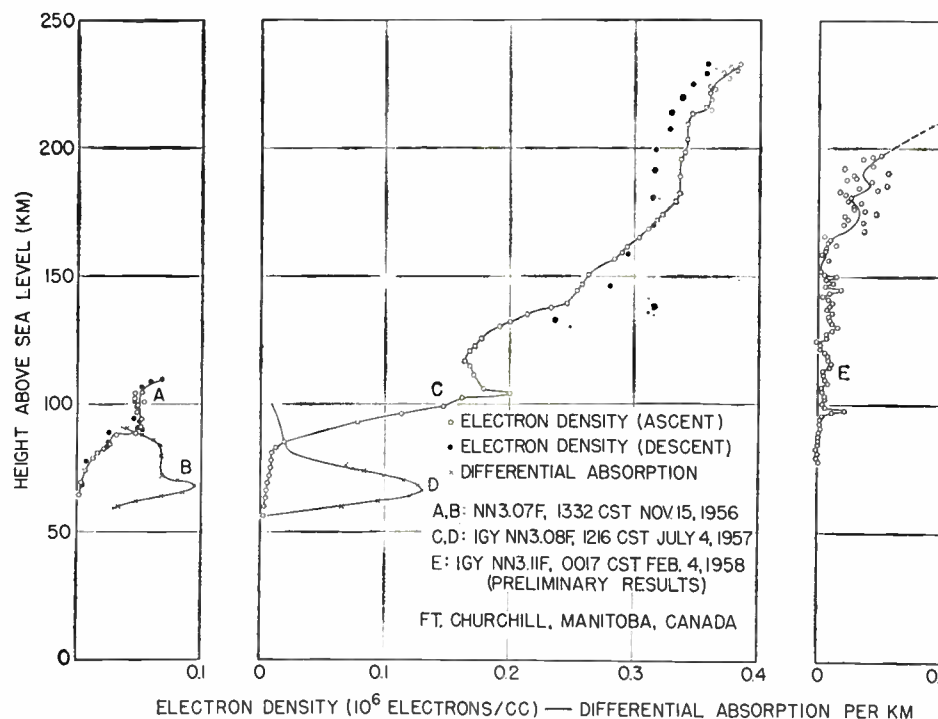 250
200
150
100
50
0
HEIGHT ABOVE SEA LEVEL (KM)
A
B
C
D
E
○ ELECTRON DENSITY (ASCENT)
● ELECTRON DENSITY (DESCENT)
× DIFFERENTIAL ABSORPTION
A,B: NN3.07F, 1332 CST NOV. 15, 1956
C,D: IGY NN3.08F, 1216 CST JULY 4, 1957
E: IGY NN3.11F, 0017 CST FEB. 4, 1958
(PRELIMINARY RESULTS)
FT. CHURCHILL, MANITOBA, CANADA
0.1 0 0.1 0.2 0.3 0.4 0
ELECTRON DENSITY (10⁶ ELECTRONS/CC) — DIFFERENTIAL ABSORPTION PER KM